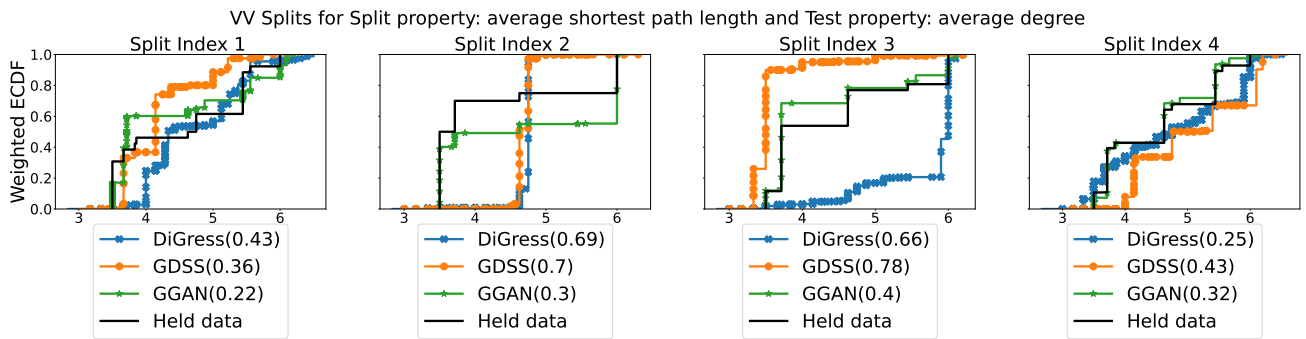 VV Splits for Split property: average shortest path length and Test property: average degree
Split Index 1
Split Index 2
Split Index 3
Split Index 4
Weighted ECDF
1.0
0.8
0.6
0.4
0.2
0.0
3 4 5 6
3 4 5 6
3 4 5 6
3 4 5 6
DiGress(0.43)
GDSS(0.36)
GGAN(0.22)
Held data
DiGress(0.69)
GDSS(0.7)
GGAN(0.3)
Held data
DiGress(0.66)
GDSS(0.78)
GGAN(0.4)
Held data
DiGress(0.25)
GDSS(0.43)
GGAN(0.32)
Held data